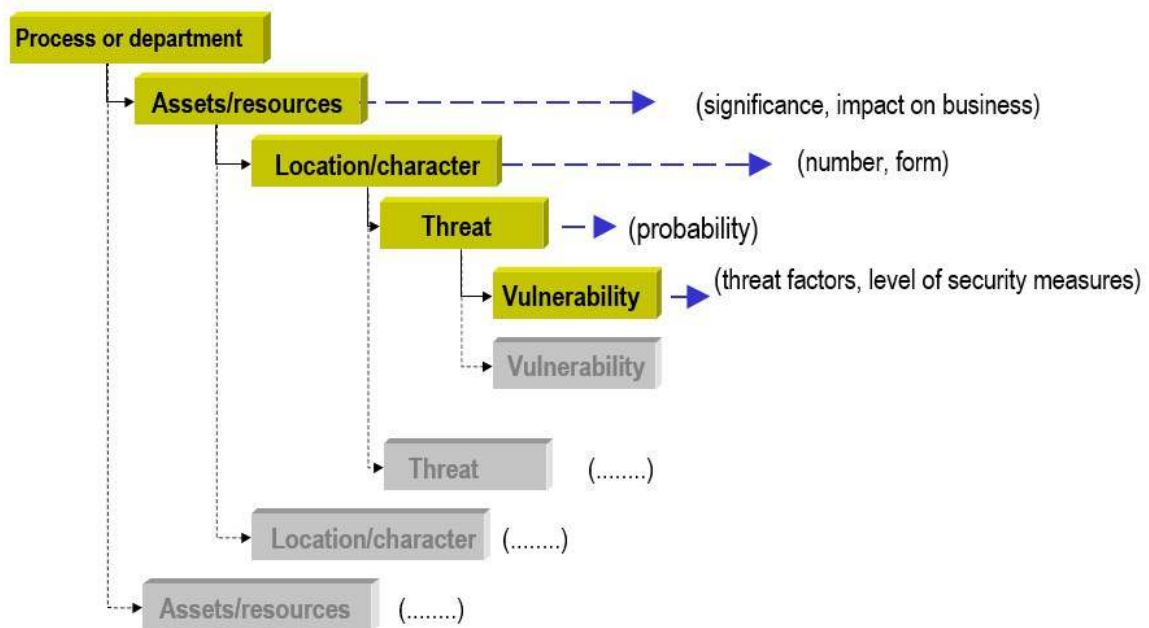 Process or department
Assets/resources
(significance, impact on business)
Location/character
(number, form)
Threat
(probability)
Vulnerability
(threat factors, level of security measures)
Vulnerability
Threat
(........)
Location/character
(........)
Assets/resources
(........)